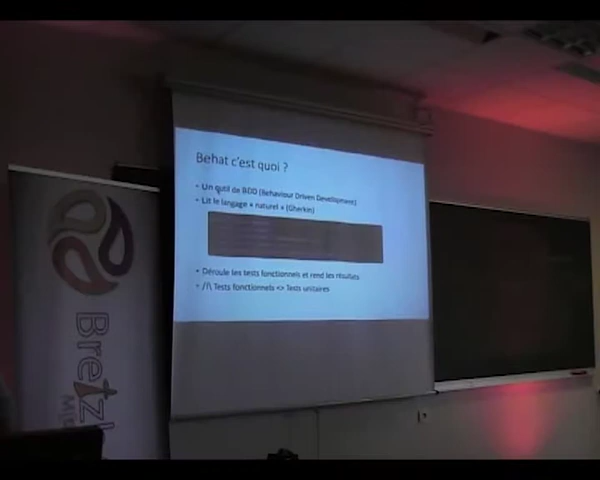 Behat c'est quoi ?
• Un outil de BDD (Behaviour Driven Development)
• Lit le langage « naturel » (Gherkin)
• Déroule les tests fonctionnels et rend les résultats
• /!\ Tests fonctionnels <> Tests unitaires
Bretzl